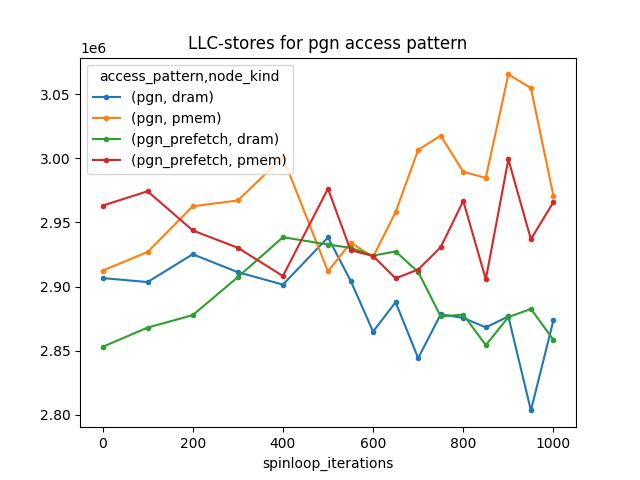 LLC-stores for pgn access pattern
1e6
access_pattern,node_kind
(pgn, dram)
(pgn, pmem)
(pgn_prefetch, dram)
(pgn_prefetch, pmem)
3.05
3.00
2.95
2.90
2.85
2.80
0 200 400 600 800 1000
spinloop_iterations